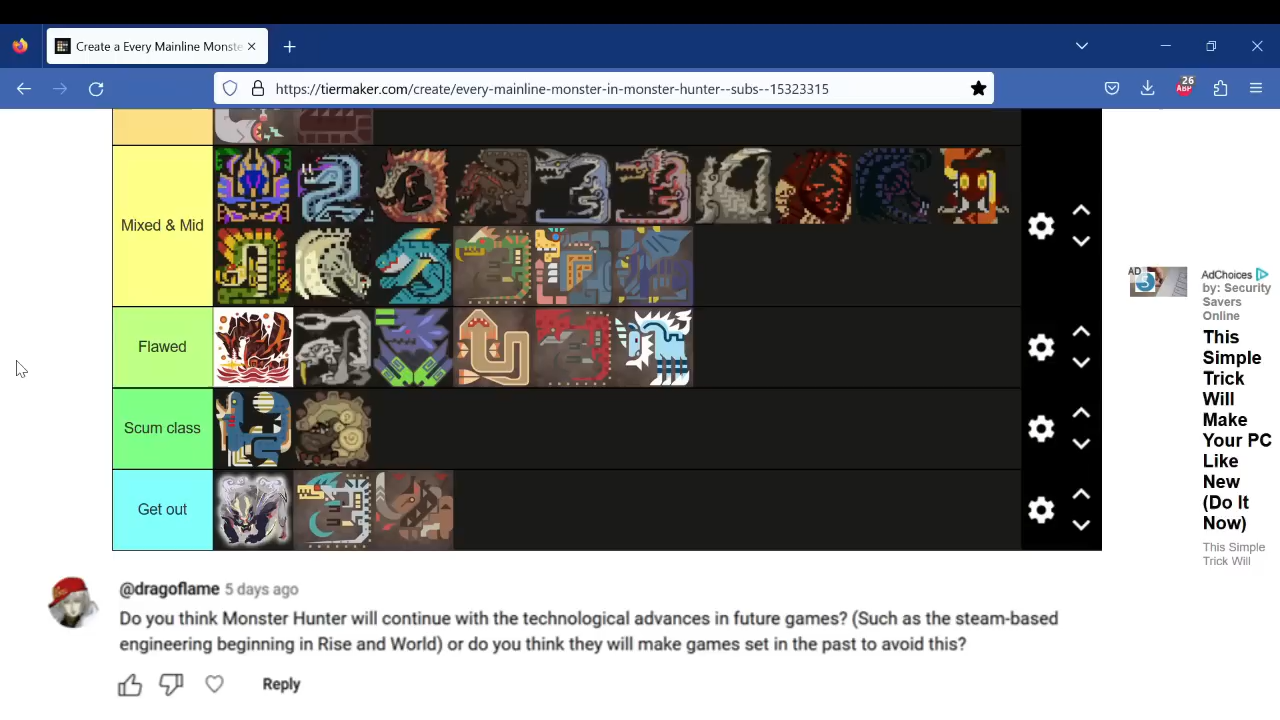 Create a Every Mainline Monste
https://tiermaker.com/create/every-mainline-monster-in-monster-hunter--subs--15323315
26
ABP
Mixed & Mid
Flawed
Scum class
Get out
AD
AdChoices
by: Security
Savers
Online
This
Simple
Trick
Will
Make
Your PC
Like
New
(Do It
Now)
This Simple
Trick Will
@dragoflame 5 days ago
Do you think Monster Hunter will continue with the technological advances in future games? (Such as the steam-based
engineering beginning in Rise and World) or do you think they will make games set in the past to avoid this?
Reply